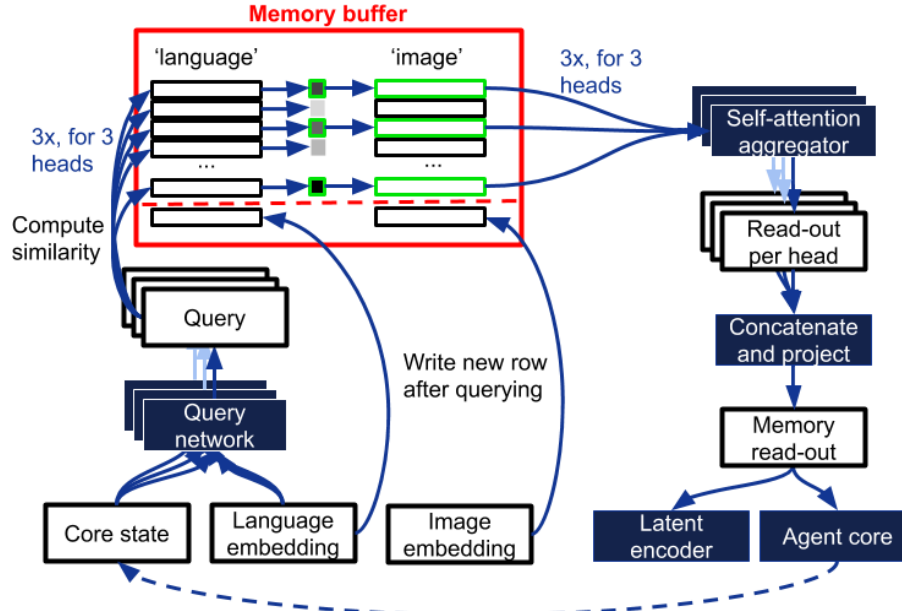 Memory buffer
‘language’
‘image’
3x, for 3
heads
3x, for 3
heads
...
...
Compute
similarity
Query
Query
network
Core state
Language
embedding
Image
embedding
Write new row
after querying
Self-attention
aggregator
Read-out
per head
Concatenate
and project
Memory
read-out
Latent
encoder
Agent core